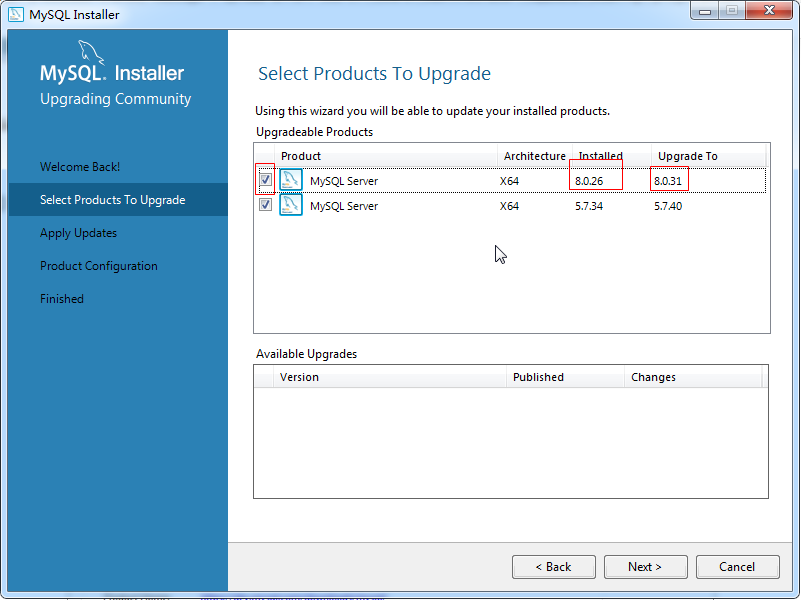 MySQL Installer
MySQL. Installer
Upgrading Community
Welcome Back!
Select Products To Upgrade
Apply Updates
Product Configuration
Finished
Select Products To Upgrade
Using this wizard you will be able to update your installed products.
Upgradeable Products
Product Architecture Installed Upgrade To
MySQL Server X64 8.0.26 8.0.31
MySQL Server X64 5.7.34 5.7.40
Available Upgrades
Version Published Changes
< Back Next > Cancel